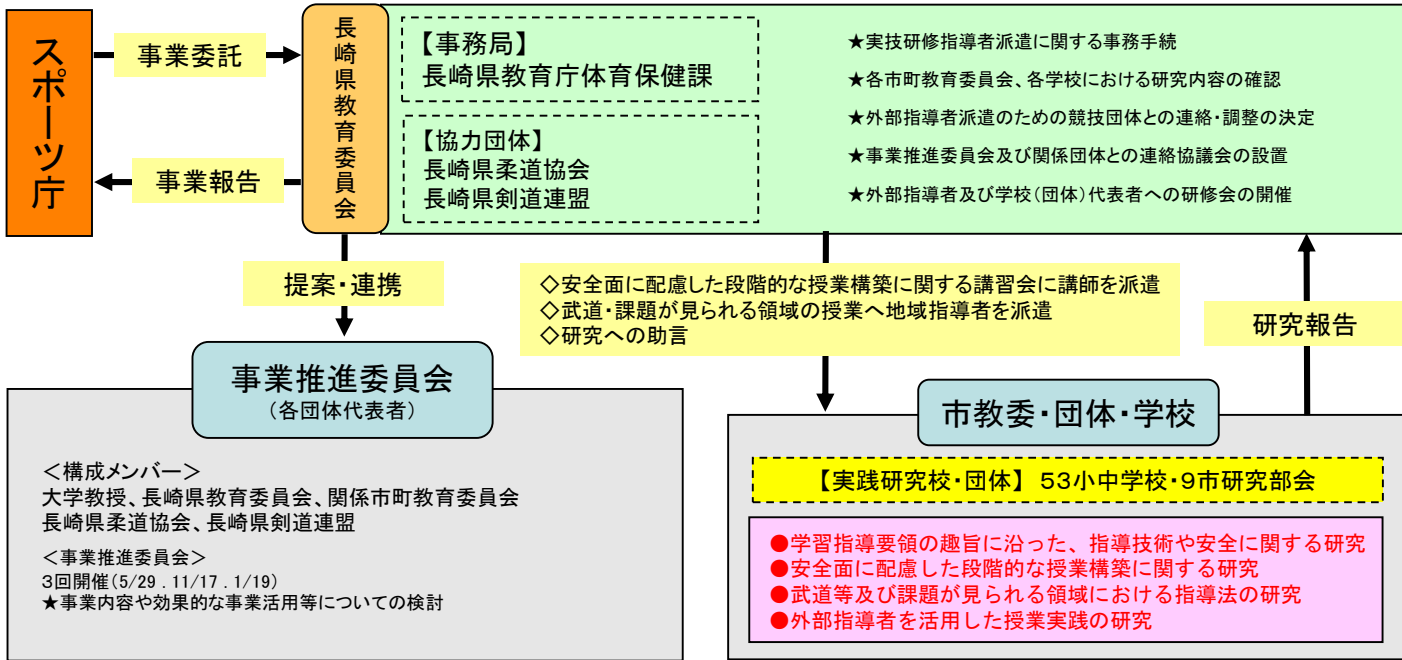 スポーツ庁
事業委託
事業報告
長崎県教育委員会
【事務局】
長崎県教育庁体育保健課
【協力団体】
長崎県柔道協会
長崎県剣道連盟
★実技研修指導者派遣に関する事務手続
★各市町教育委員会、各学校における研究内容の確認
★外部指導者派遣のための競技団体との連絡・調整の決定
★事業推進委員会及び関係団体との連絡協議会の設置
★外部指導者及び学校(団体)代表者への研修会の開催
提案・連携
◇安全面に配慮した段階的な授業構築に関する講習会に講師を派遣
◇武道・課題が見られる領域の授業へ地域指導者を派遣
◇研究への助言
研究報告
事業推進委員会
(各団体代表者)
＜構成メンバー＞
大学教授、長崎県教育委員会、関係市町教育委員会
長崎県柔道協会、長崎県剣道連盟
＜事業推進委員会＞
3回開催(5/29 . 11/17 . 1/19)
★事業内容や効果的な事業活用等についての検討
市教委・団体・学校
【実践研究校・団体】 53小中学校・9市研究部会
●学習指導要領の趣旨に沿った、指導技術や安全に関する研究
●安全面に配慮した段階的な授業構築に関する研究
●武道等及び課題が見られる領域における指導法の研究
●外部指導者を活用した授業実践の研究